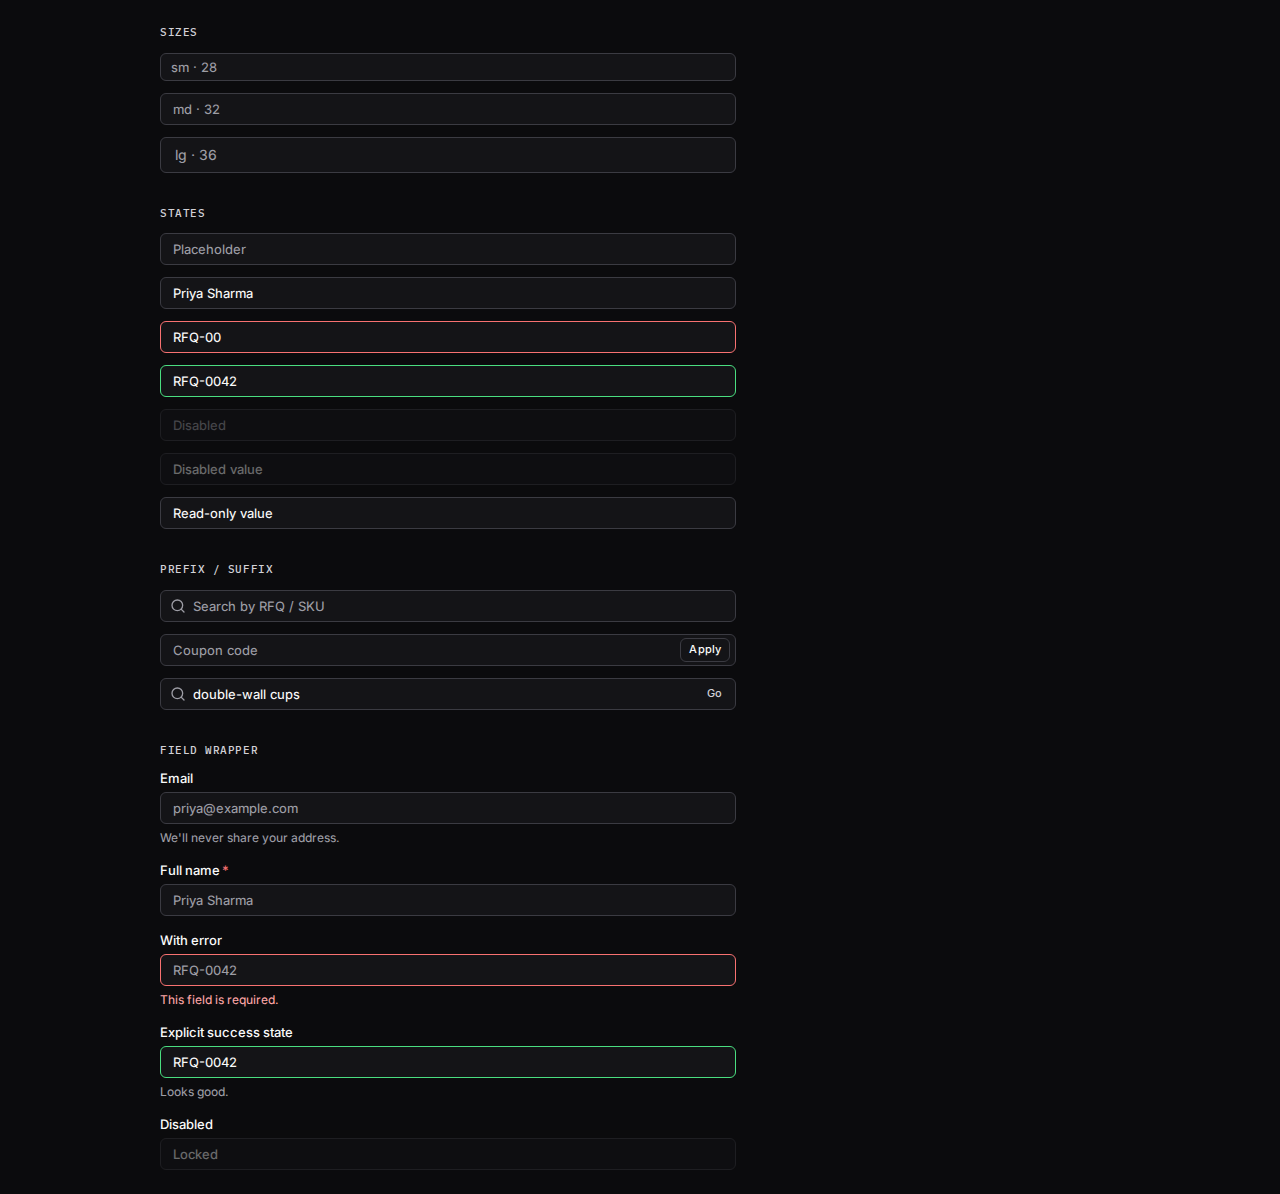 SIZES
sm · 28
md · 32
lg · 36
STATES
Placeholder
Priya Sharma
RFQ-00
RFQ-0042
Disabled
Disabled value
Read-only value
PREFIX / SUFFIX
Search by RFQ / SKU
Coupon code Apply
double-wall cups Go
FIELD WRAPPER
Email
priya@example.com
We'll never share your address.
Full name *
Priya Sharma
With error
RFQ-0042
This field is required.
Explicit success state
RFQ-0042
Looks good.
Disabled
Locked